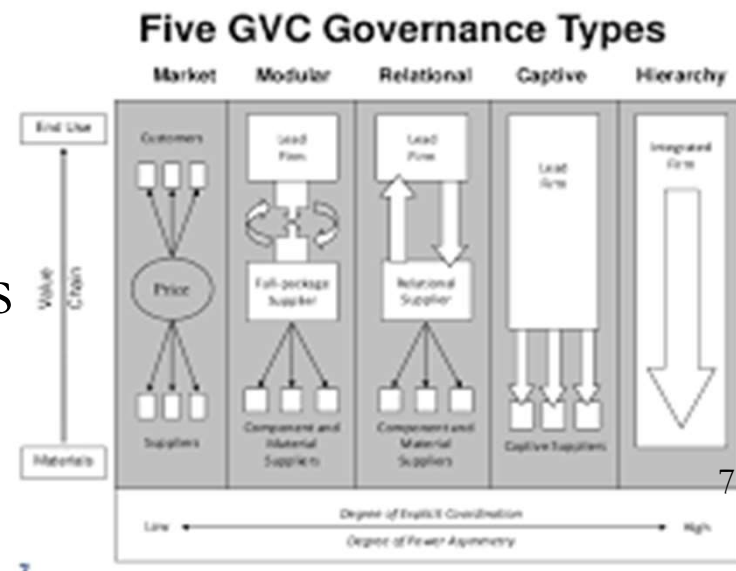 Five GVC Governance Types
Market Modular Relational Captive Hierarchy
End Use
Value
Chain
Materials
Customers
Price
Suppliers
Lead
Firm
Full-package
Supplier
Component and
Material
Suppliers
Lead
Firm
Relational
Supplier
Component and
Material
Suppliers
Lead
Firm
Captive Suppliers
Integrated
Firm
Low
Degree of Explicit Coordination
Degree of Power Asymmetry
High
s
7